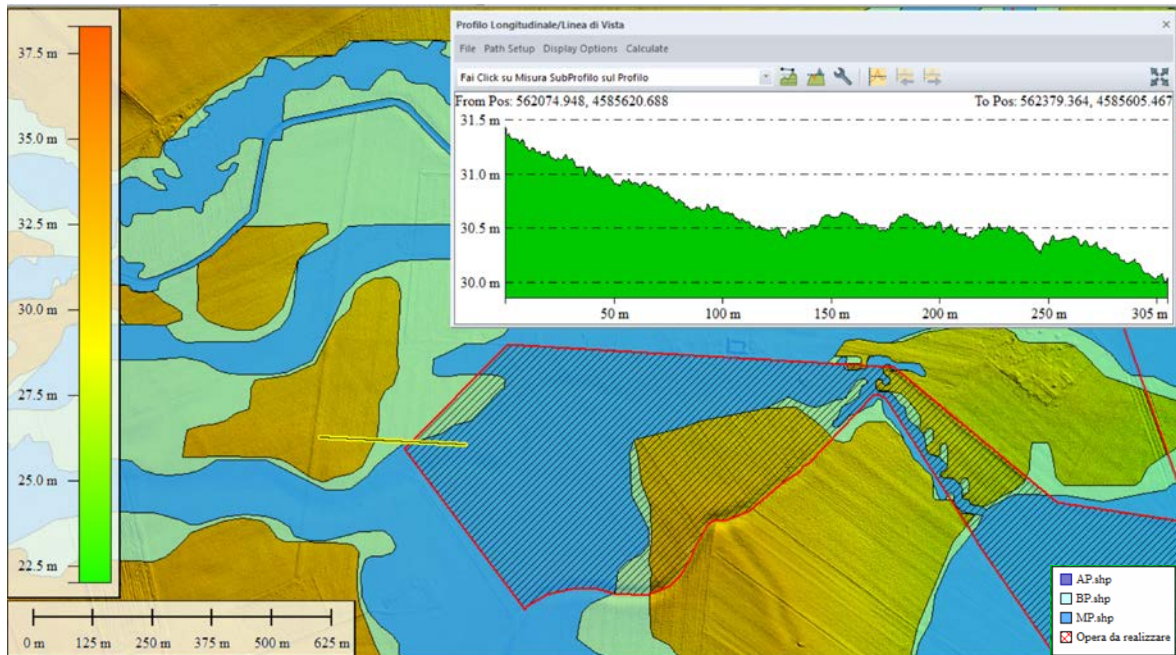 Profilo Longitudinale/Linea di Vista
File Path Setup Display Options Calculate
Fai Click su Misura SubProfilo sul Profilo
From Pos: 562074.948, 4585620.688 To Pos: 562379.364, 4585605.467
31.5 m
31.0 m
30.5 m
30.0 m
50 m 100 m 150 m 200 m 250 m 305 m
37.5 m
35.0 m
32.5 m
30.0 m
27.5 m
25.0 m
22.5 m
0 m 125 m 250 m 375 m 500 m 625 m
AP.shp
BP.shp
MP.shp
Opera da realizzare